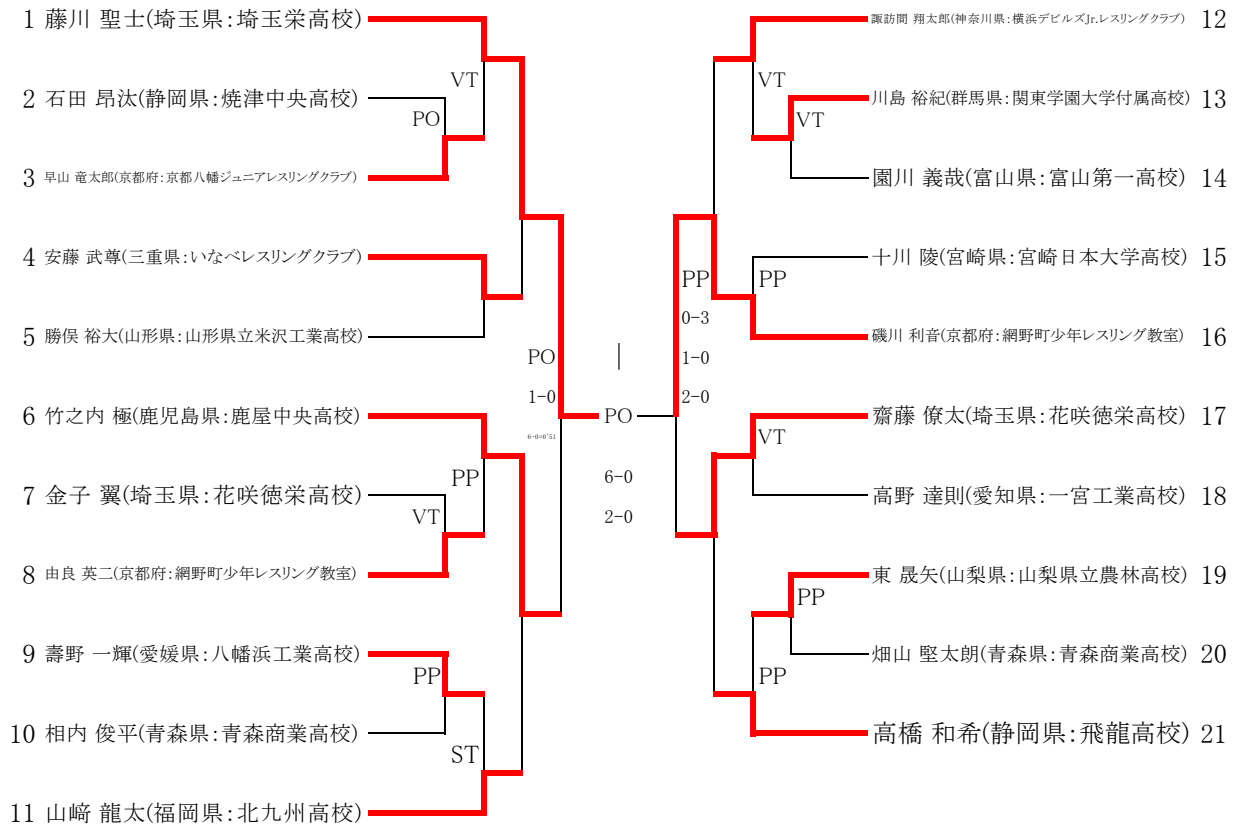 1 藤川 聖士(埼玉県：埼玉栄高校)
VT
2 石田 昂汰(静岡県：焼津中央高校)
PO
3 早山 竜太郎(京都府：京都八幡ジュニアレスリングクラブ)
4 安藤 武尊(三重県：いなべレスリングクラブ)
5 勝俣 裕大(山形県：山形県立米沢工業高校)
PO
1-0
6-0=0'51
6 竹之内 極(鹿児島県：鹿屋中央高校)
PP
7 金子 翼(埼玉県：花咲徳栄高校)
VT
8 由良 英二(京都府：網野町少年レスリング教室)
9 壽野 一輝(愛媛県：八幡浜工業高校)
PP
10 相内 俊平(青森県：青森商業高校)
ST
11 山﨑 龍太(福岡県：北九州高校)
|
PO
6-0
2-0
諏訪間 翔太郎(神奈川県：横浜デビルズJr.レスリングクラブ) 12
VT
川島 裕紀(群馬県：関東学園大学付属高校) 13
VT
園川 義哉(富山県：富山第一高校) 14
十川 陵(宮崎県：宮崎日本大学高校) 15
PP
PP
0-3
1-0
2-0
磯川 利音(京都府：網野町少年レスリング教室) 16
齋藤 僚太(埼玉県：花咲徳栄高校) 17
VT
高野 達則(愛知県：一宮工業高校) 18
東 晟矢(山梨県：山梨県立農林高校) 19
PP
畑山 堅太朗(青森県：青森商業高校) 20
PP
高橋 和希(静岡県：飛龍高校) 21